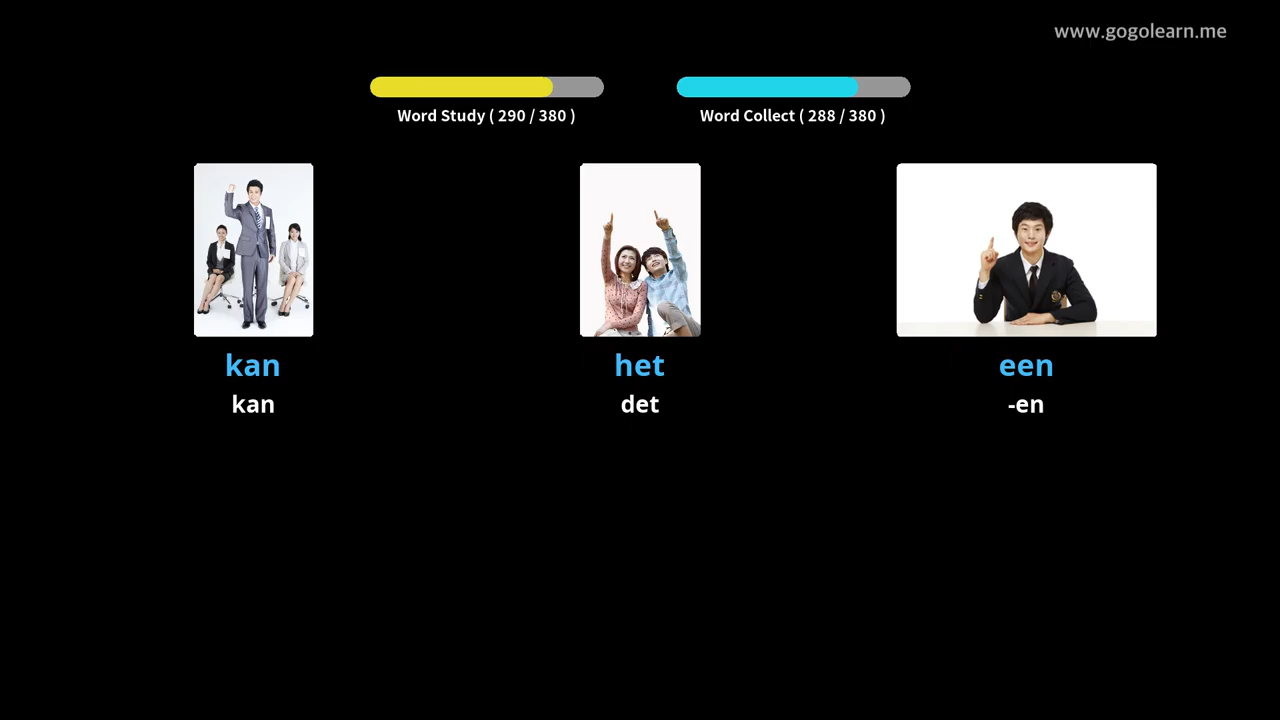 www.gogolearn.me
Word Study ( 290 / 380 )
Word Collect ( 288 / 380 )
kan
kan
het
det
een
-en